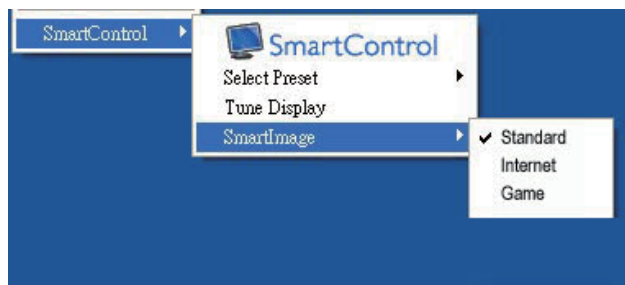 SmartControl
SmartControl
Select Preset
Tune Display
SmartImage
Standard
Internet
Game